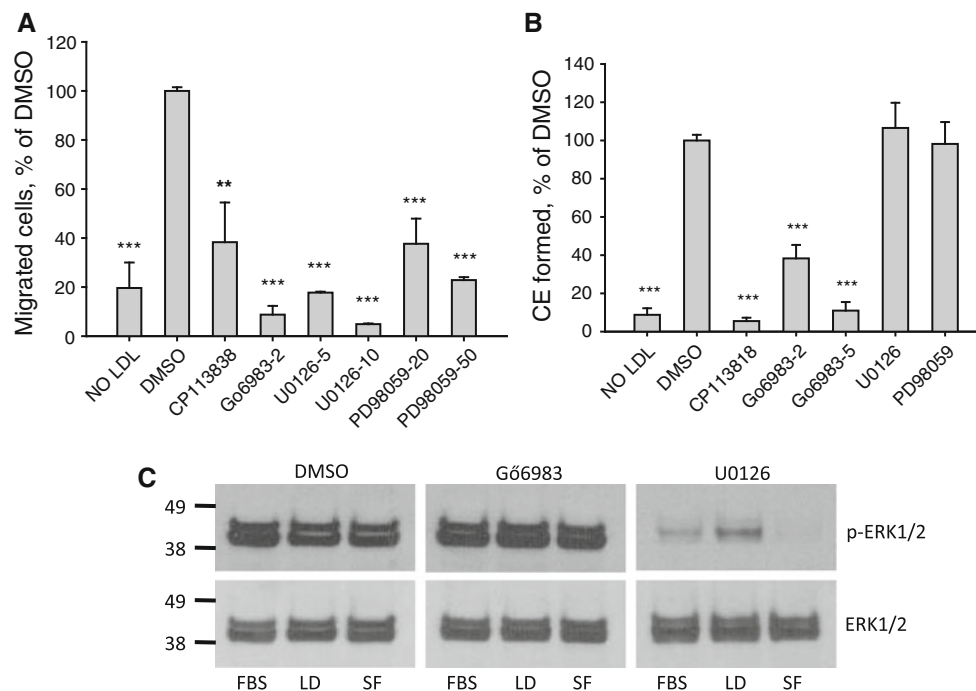 A
Migrated cells, % of DMSO
120
100
80
60
40
20
0
***
**
***
***
***
***
***
NO LDL
DMSO
CP113838
Go6983-2
U0126-5
U0126-10
PD98059-20
PD98059-50
B
CE formed, % of DMSO
140
120
100
80
60
40
20
0
***
***
***
***
NO LDL
DMSO
CP113818
Go6983-2
Go6983-5
U0126
PD98059
C
DMSO
Gő6983
U0126
49
38
p-ERK1/2
49
38
ERK1/2
FBS LD SF
FBS LD SF
FBS LD SF